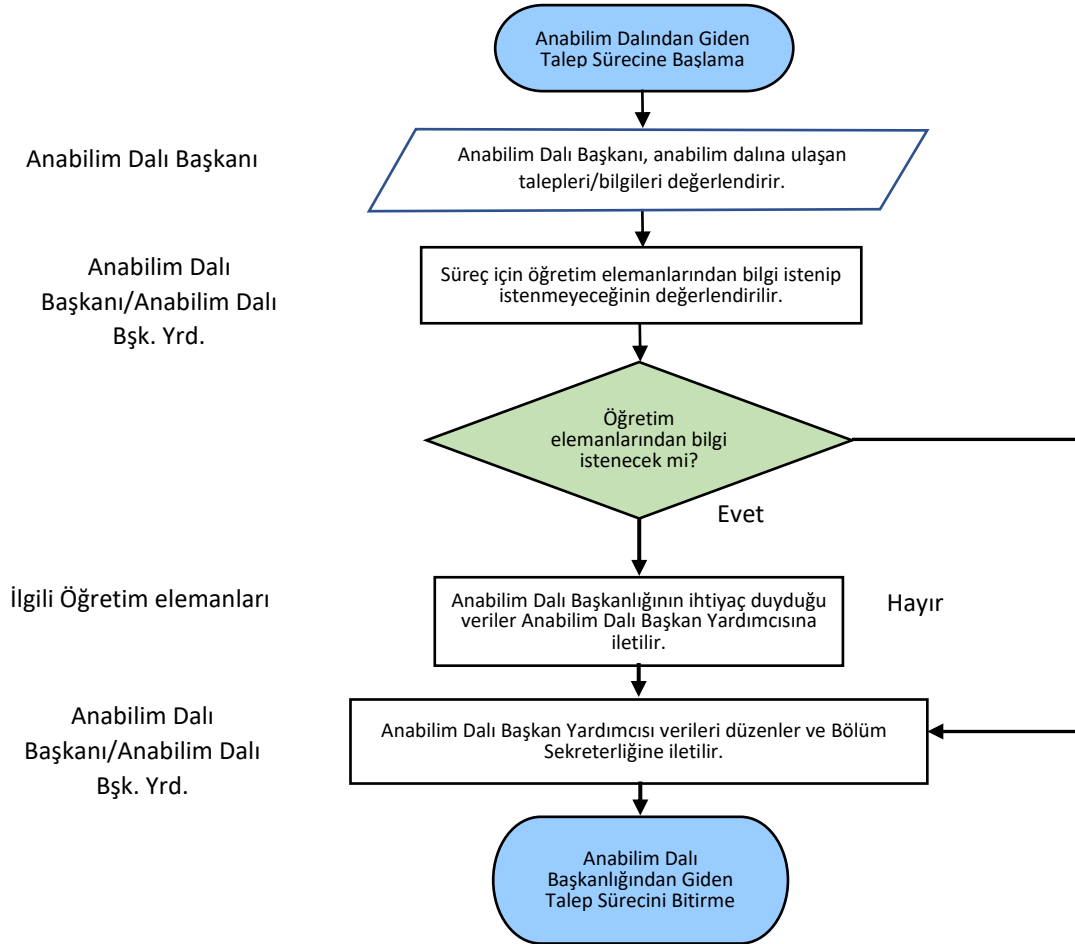 Anabilim Dalından Giden
Talep Sürecine Başlama
Anabilim Dalı Başkanı
Anabilim Dalı Başkanı, anabilim dalına ulaşan
talepleri/bilgileri değerlendirir.
Anabilim Dalı
Başkanı/Anabilim Dalı
Bşk. Yrd.
Süreç için öğretim elemanlarından bilgi istenip
istenmeyeceğinin değerlendirilir.
Öğretim
elemanlarından bilgi
istenecek mi?
Evet
İlgili Öğretim elemanları
Anabilim Dalı Başkanlığının ihtiyaç duyduğu
veriler Anabilim Dalı Başkan Yardımcısına
iletilir.
Hayır
Anabilim Dalı
Başkanı/Anabilim Dalı
Bşk. Yrd.
Anabilim Dalı Başkan Yardımcısı verileri düzenler ve Bölüm
Sekreterliğine iletilir.
Anabilim Dalı
Başkanlığından Giden
Talep Sürecini Bitirme